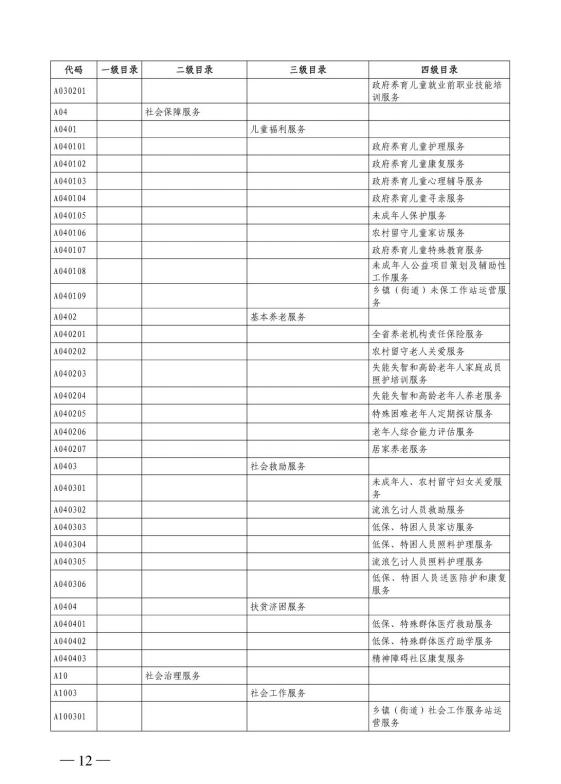 代码 一级目录 二级目录 三级目录 四级目录
A030201 政府养育儿童就业前职业技能培
训服务
A04 社会保障服务
A0401 儿童福利服务
A040101 政府养育儿童护理服务
A040102 政府养育儿童康复服务
A040103 政府养育儿童心理辅导服务
A040104 政府养育儿童寻亲服务
A040105 未成年人保护服务
A040106 农村留守儿童家访服务
A040107 政府养育儿童特殊教育服务
A040108 未成年人公益项目策划及辅助性
工作服务
A040109 乡镇（街道）未保工作站运营服
务
A0402 基本养老服务
A040201 全省养老机构责任保险服务
A040202 农村留守老人关爱服务
A040203 失能失智和高龄老年人家庭成员
照护培训服务
A040204 失能失智和高龄老年人养老服务
A040205 特殊困难老年人定期探访服务
A040206 老年人综合能力评估服务
A040207 居家养老服务
A0403 社会救助服务
A040301 未成年人、农村留守妇女关爱服
务
A040302 流浪乞讨人员救助服务
A040303 低保、特困人员家访服务
A040304 低保、特困人员照料护理服务
A040305 流浪乞讨人员照料护理服务
A040306 低保、特困人员送医陪护和康复
服务
A0404 扶贫济困服务
A040401 低保、特殊群体医疗救助服务
A040402 低保、特殊群体医疗助学服务
A040403 精神障碍社区康复服务
A10 社会治理服务
A1003 社会工作服务
A100301 乡镇（街道）社会工作服务站运
营服务
— 12 —